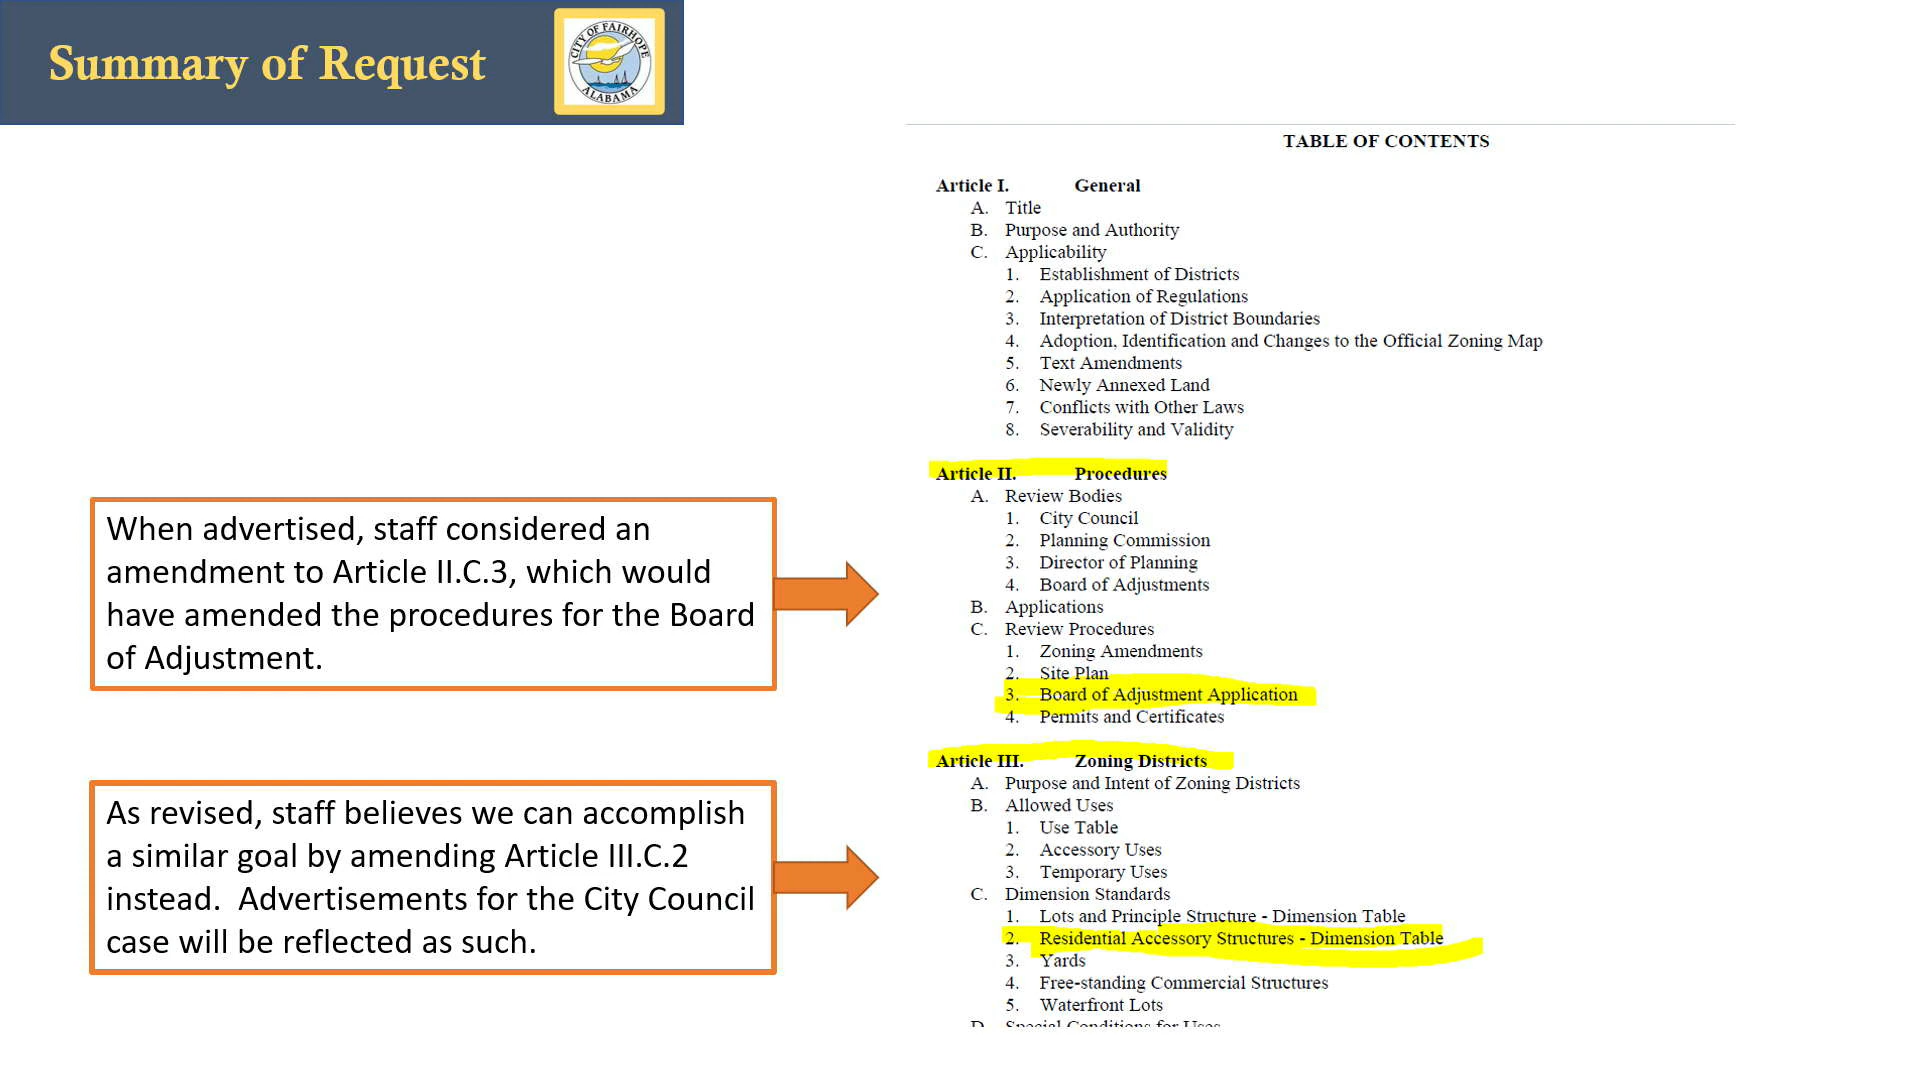 Summary of Request
CITY OF FAIRHOPE
ALABAMA
When advertised, staff considered an
amendment to Article II.C.3, which would
have amended the procedures for the Board
of Adjustment.
As revised, staff believes we can accomplish
a similar goal by amending Article III.C.2
instead.  Advertisements for the City Council
case will be reflected as such.
TABLE OF CONTENTS
Article I. General
A. Title
B. Purpose and Authority
C. Applicability
1. Establishment of Districts
2. Application of Regulations
3. Interpretation of District Boundaries
4. Adoption, Identification and Changes to the Official Zoning Map
5. Text Amendments
6. Newly Annexed Land
7. Conflicts with Other Laws
8. Severability and Validity
Article II. Procedures
A. Review Bodies
1. City Council
2. Planning Commission
3. Director of Planning
4. Board of Adjustments
B. Applications
C. Review Procedures
1. Zoning Amendments
2. Site Plan
3. Board of Adjustment Application
4. Permits and Certificates
Article III. Zoning Districts
A. Purpose and Intent of Zoning Districts
B. Allowed Uses
1. Use Table
2. Accessory Uses
3. Temporary Uses
C. Dimension Standards
1. Lots and Principle Structure - Dimension Table
2. Residential Accessory Structures - Dimension Table
3. Yards
4. Free-standing Commercial Structures
5. Waterfront Lots
D. Special Conditions for Uses